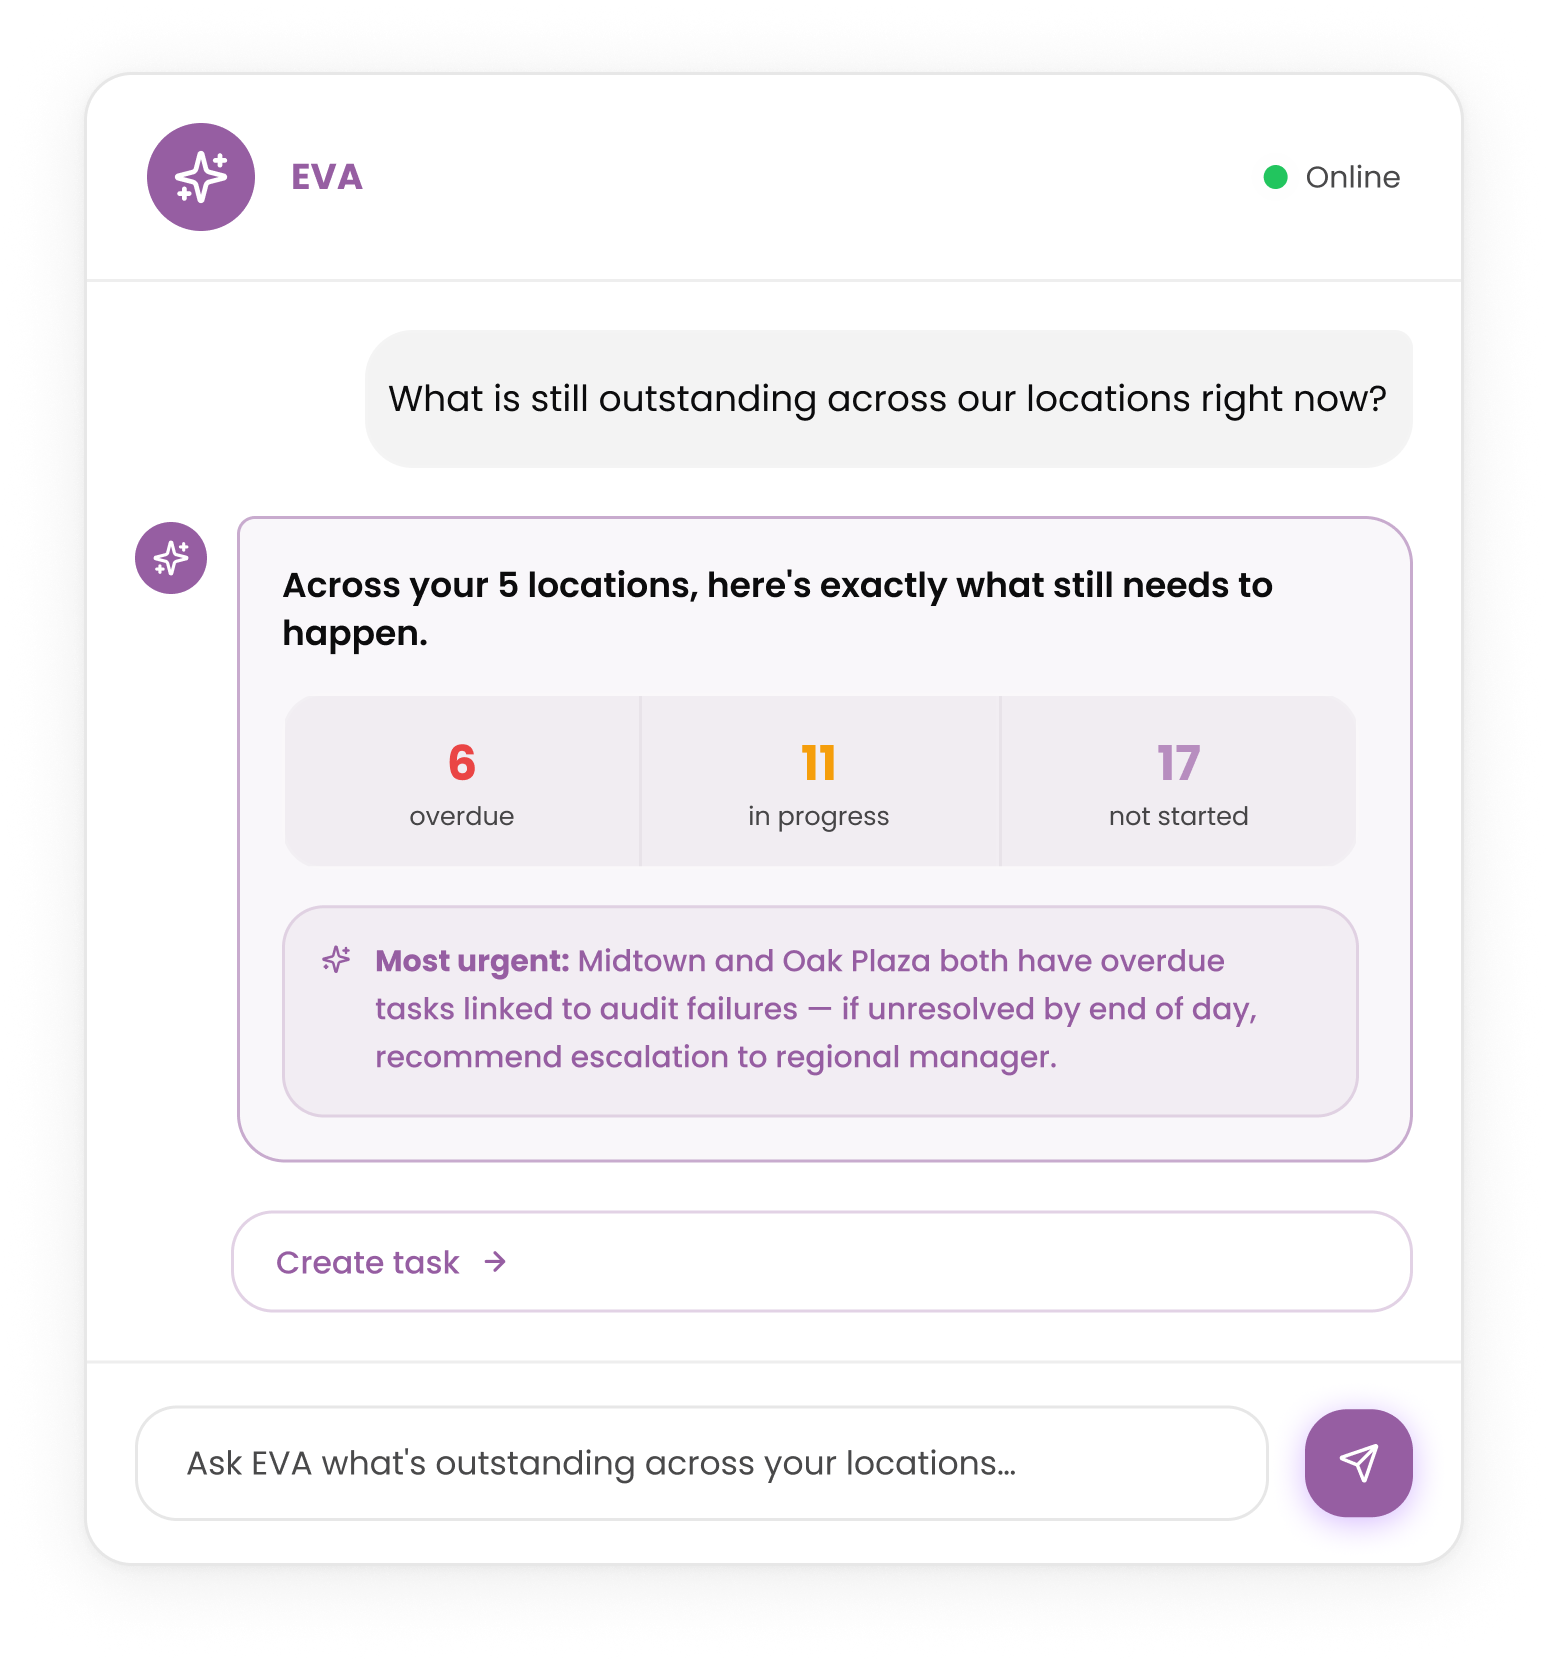 EVA
Online
What is still outstanding across our locations right now?
Across your 5 locations, here's exactly what still needs to
happen.
6
overdue
11
in progress
17
not started
Most urgent: Midtown and Oak Plaza both have overdue
tasks linked to audit failures — if unresolved by end of day,
recommend escalation to regional manager.
Create task →
Ask EVA what's outstanding across your locations...